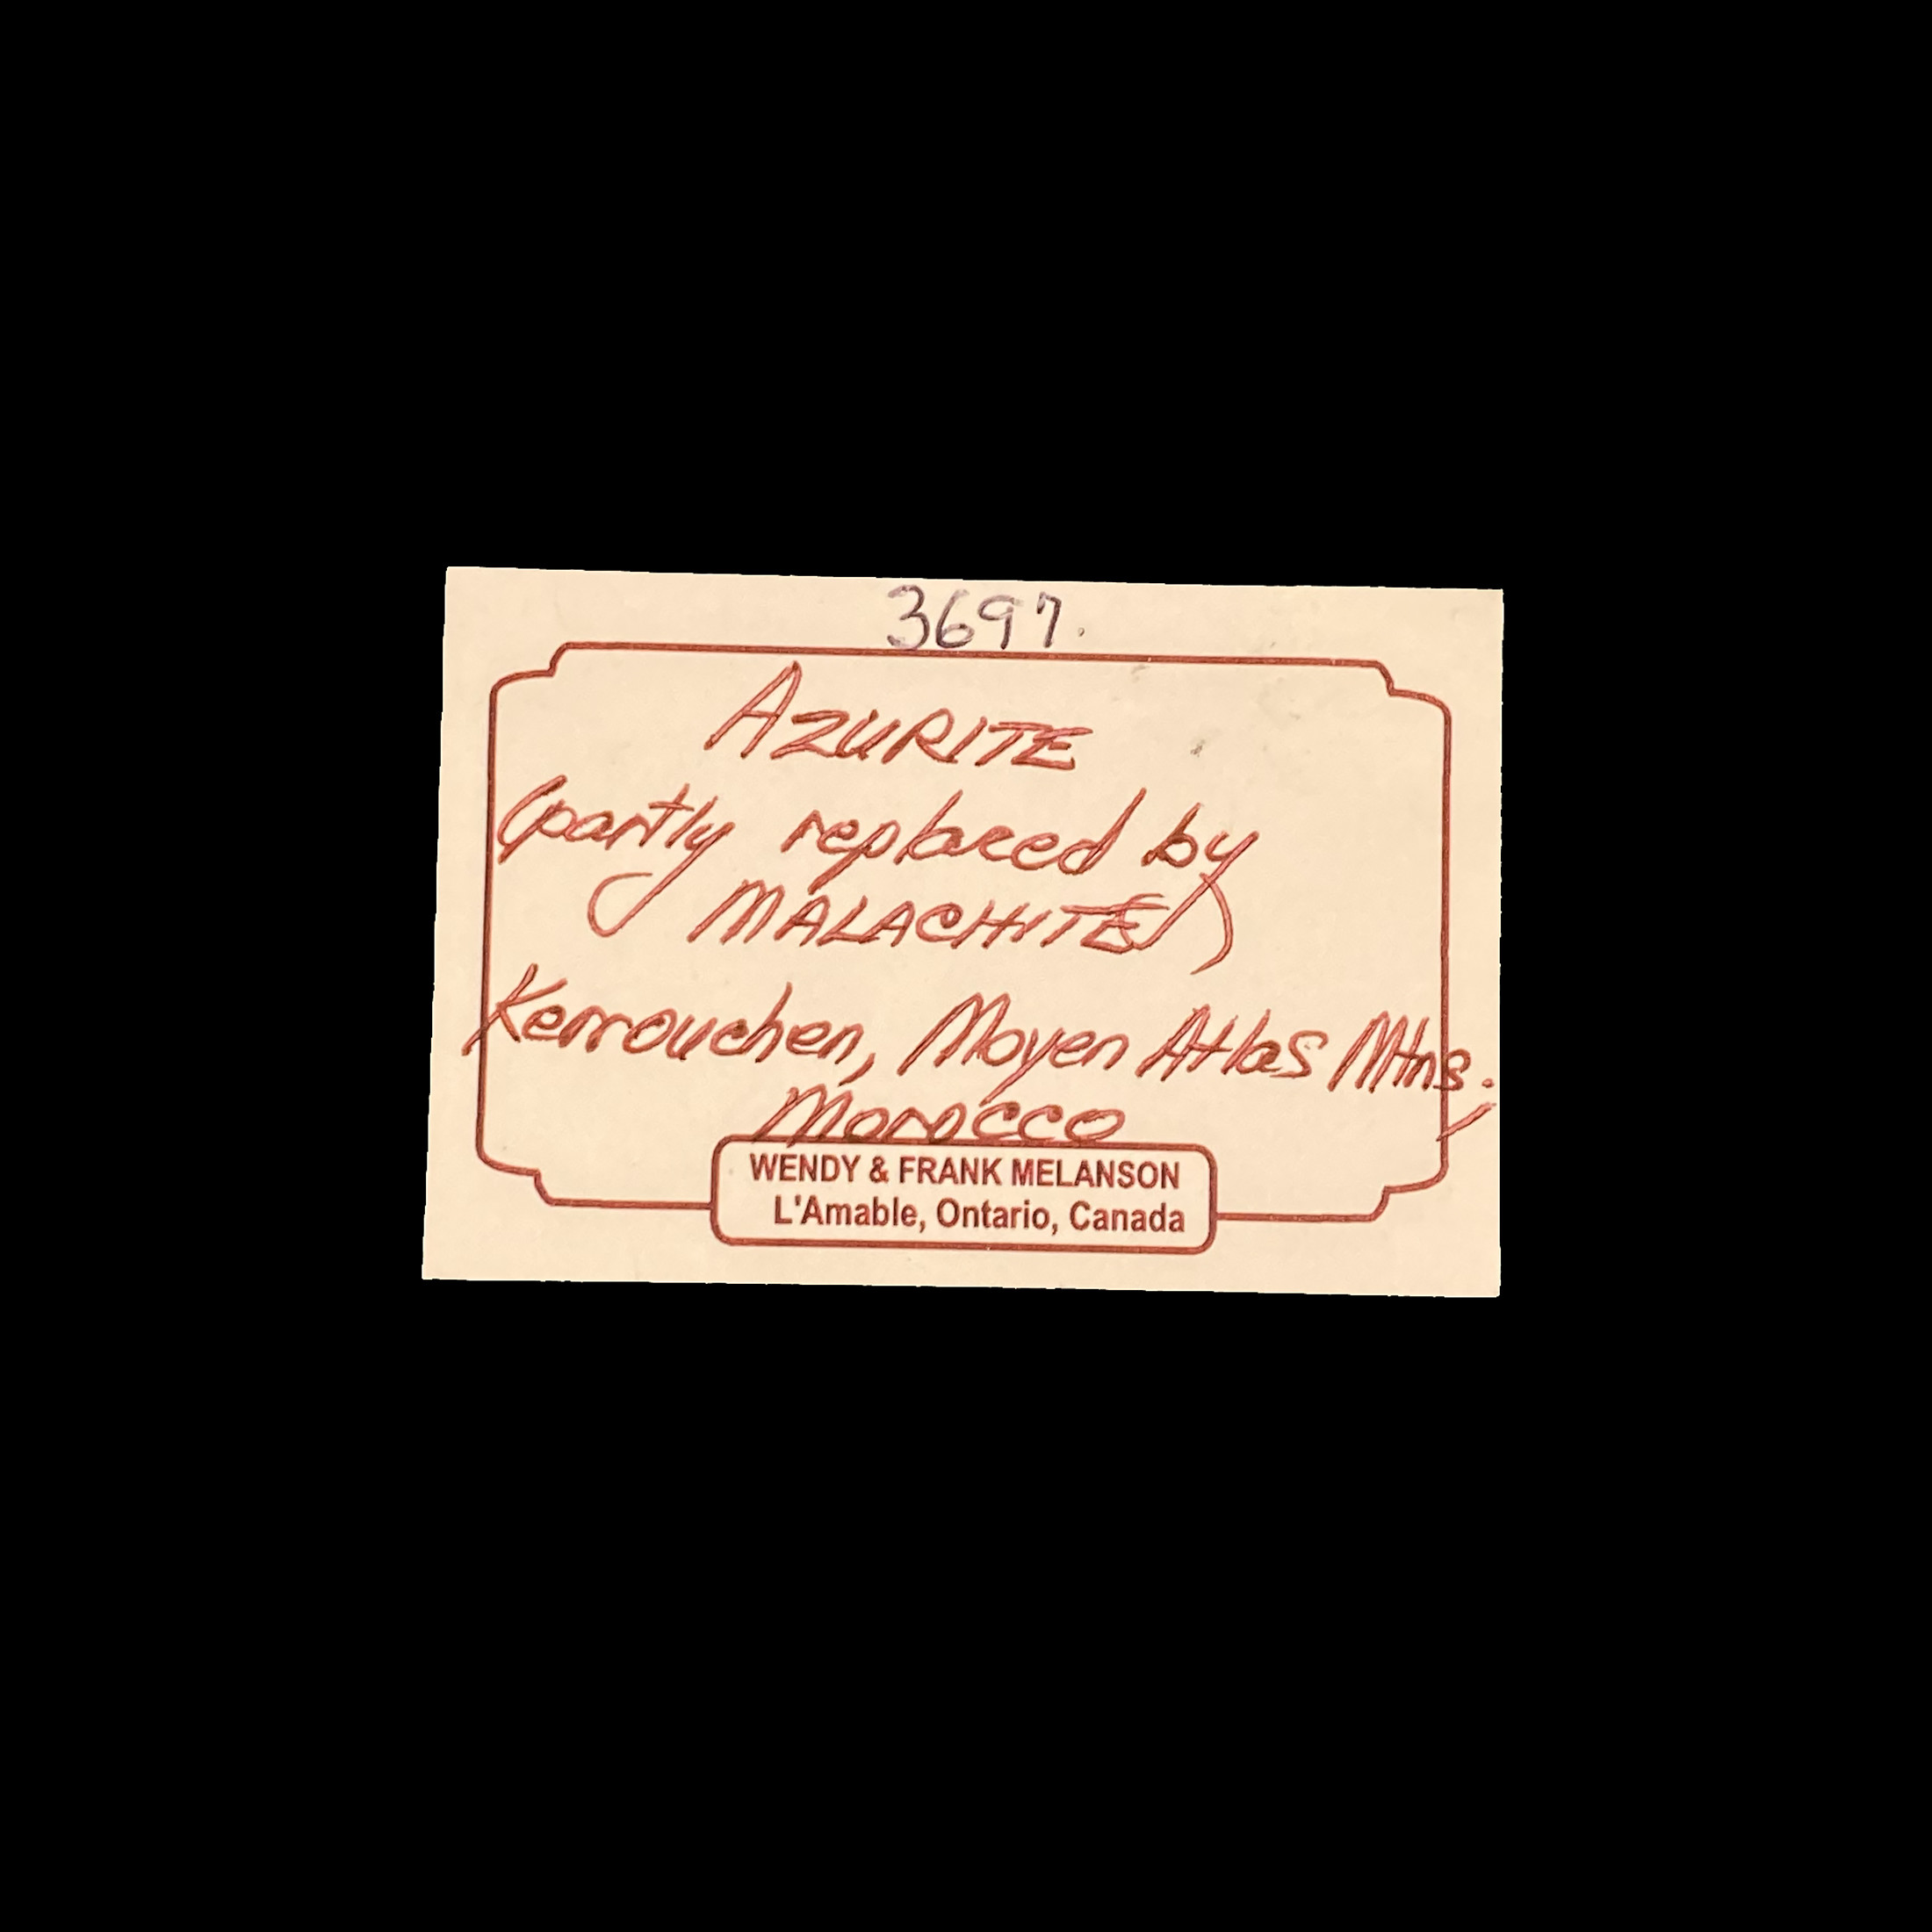 3697.
AZURITE
(partly replaced by
MALACHITE)
Kerrouchen, Moyen Atlas Mtns.,
Morocco
WENDY & FRANK MELANSON
L'Amable, Ontario, Canada